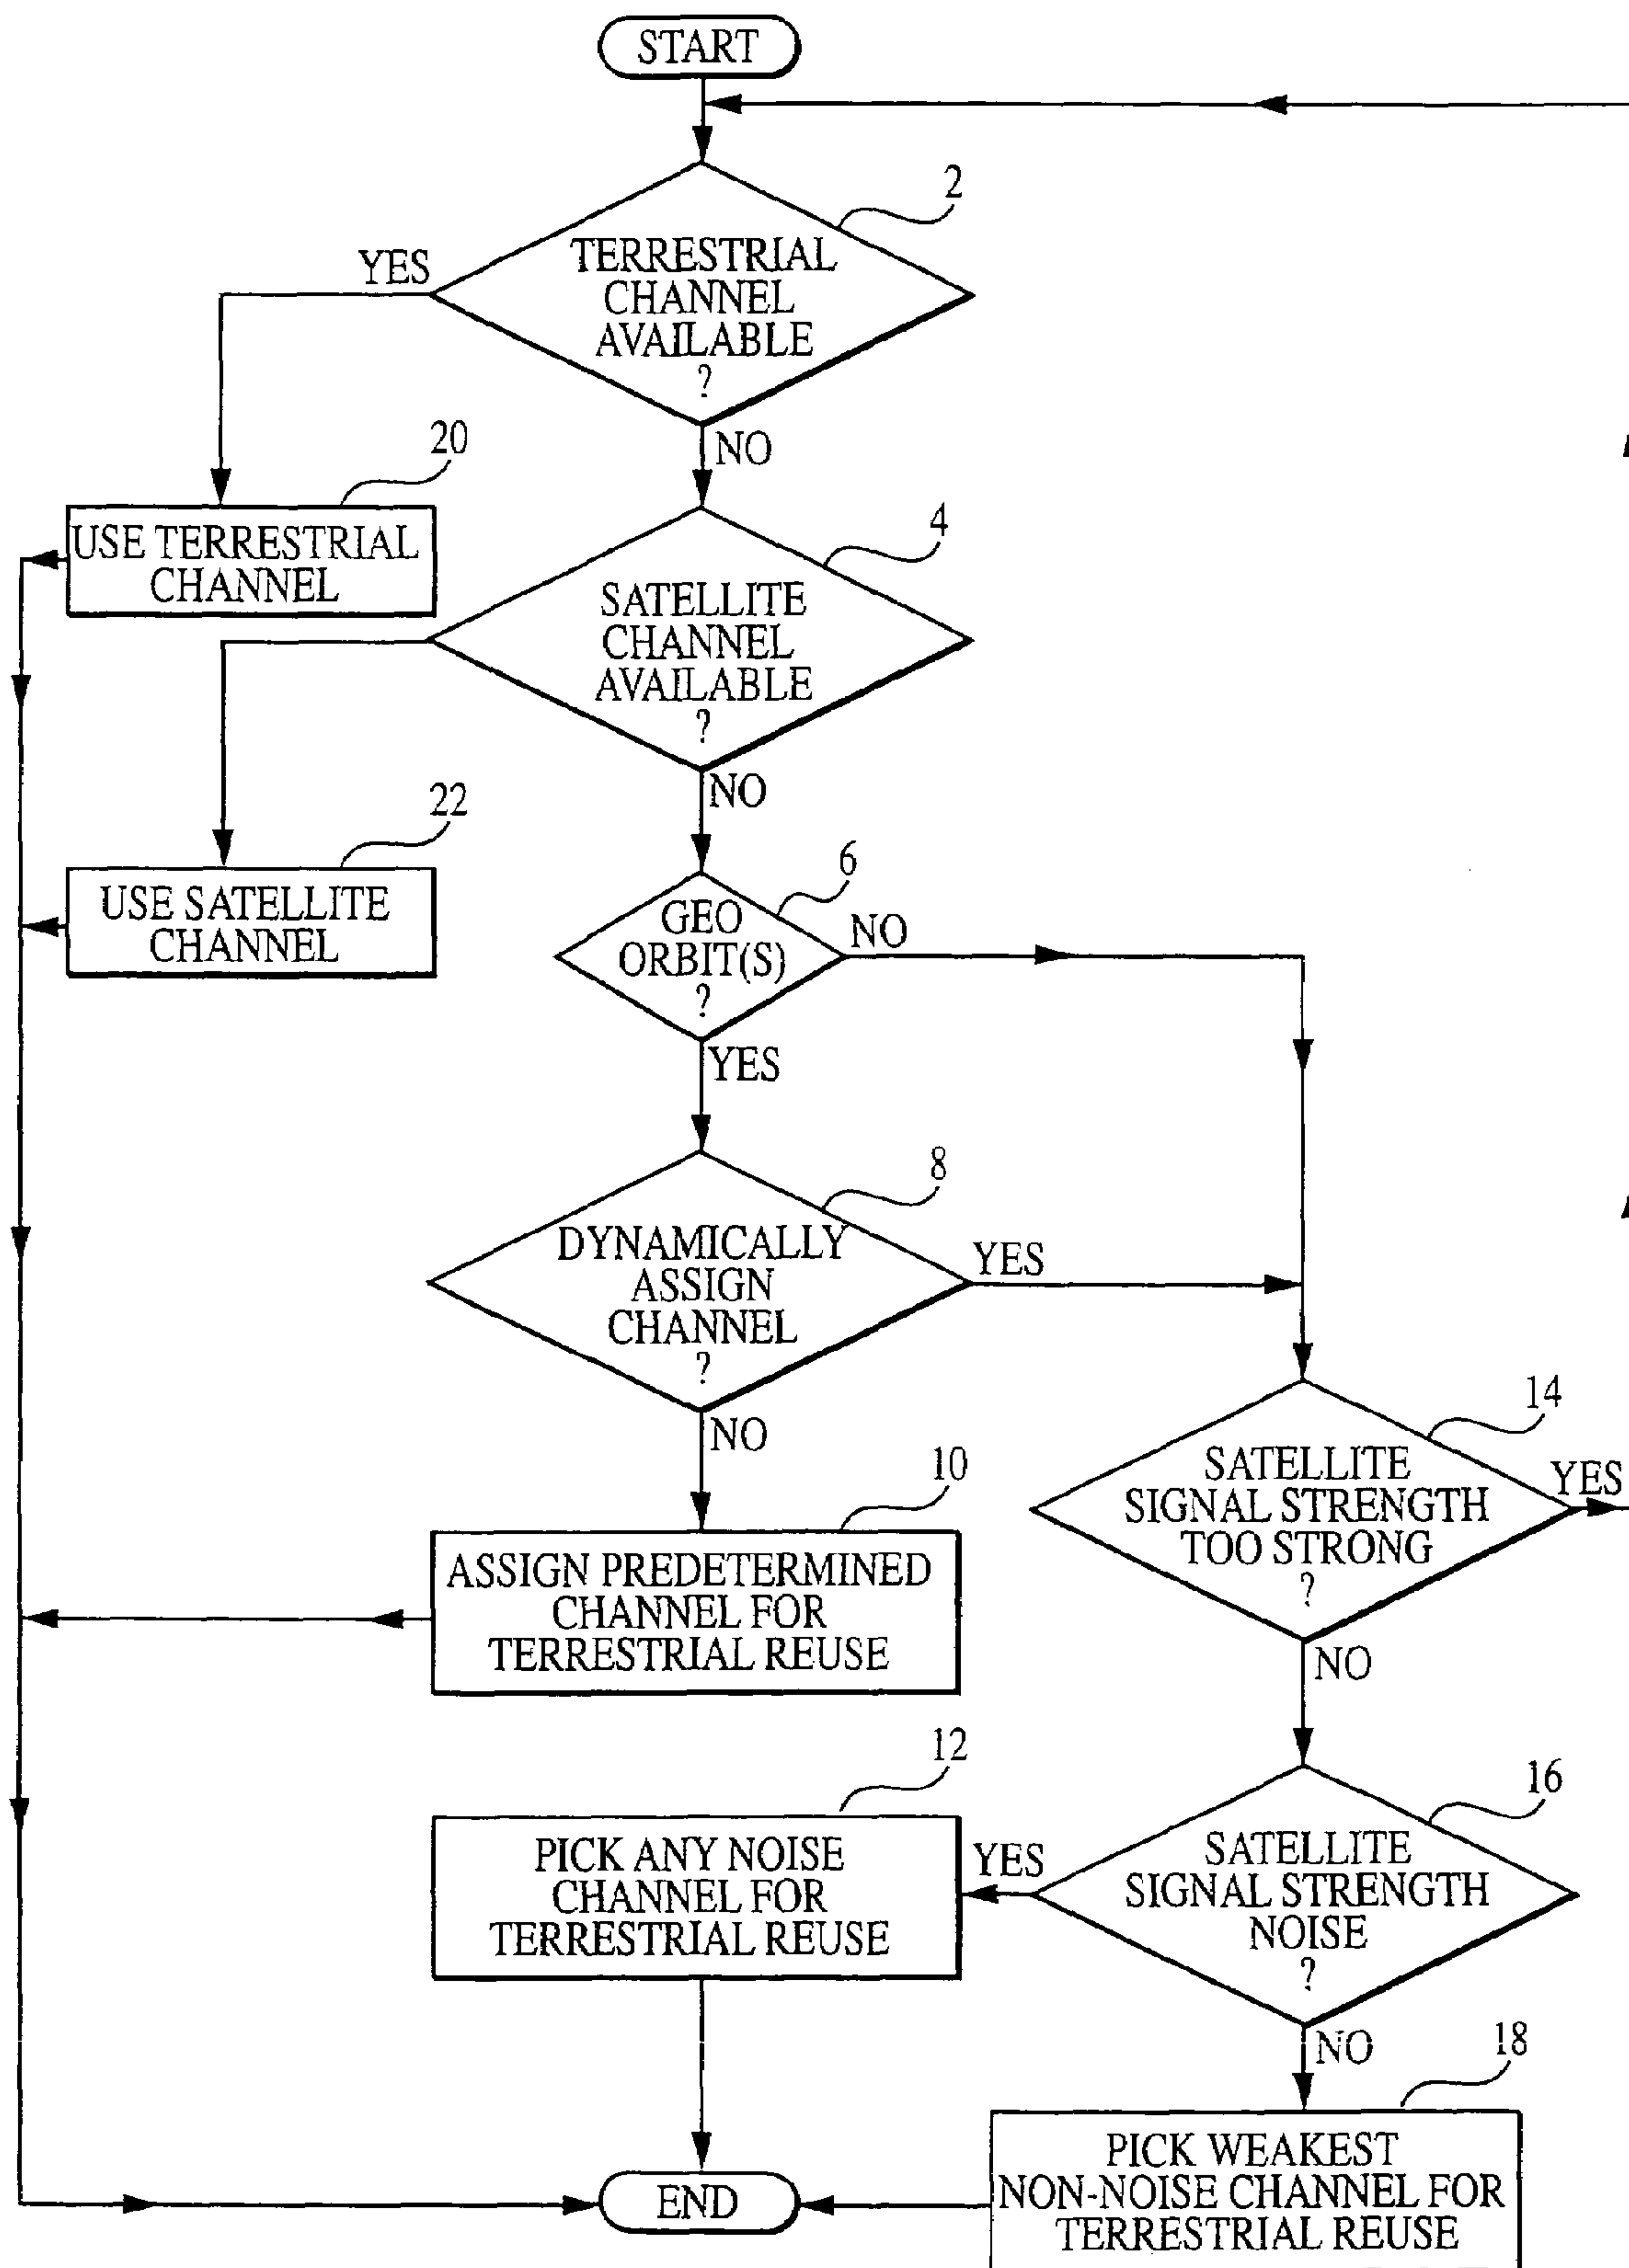 START
2
TERRESTRIAL
CHANNEL
AVAILABLE
?
YES
NO
20
USE TERRESTRIAL
CHANNEL
4
SATELLITE
CHANNEL
AVAILABLE
?
NO
22
USE SATELLITE
CHANNEL
6
GEO
ORBIT(S)
?
NO
YES
8
DYNAMICALLY
ASSIGN
CHANNEL
?
YES
NO
10
ASSIGN PREDETERMINED
CHANNEL FOR
TERRESTRIAL REUSE
14
SATELLITE
SIGNAL STRENGTH
TOO STRONG
?
YES
NO
12
PICK ANY NOISE
CHANNEL FOR
TERRESTRIAL REUSE
16
SATELLITE
SIGNAL STRENGTH
NOISE
?
YES
NO
18
PICK WEAKEST
NON-NOISE CHANNEL FOR
TERRESTRIAL REUSE
END